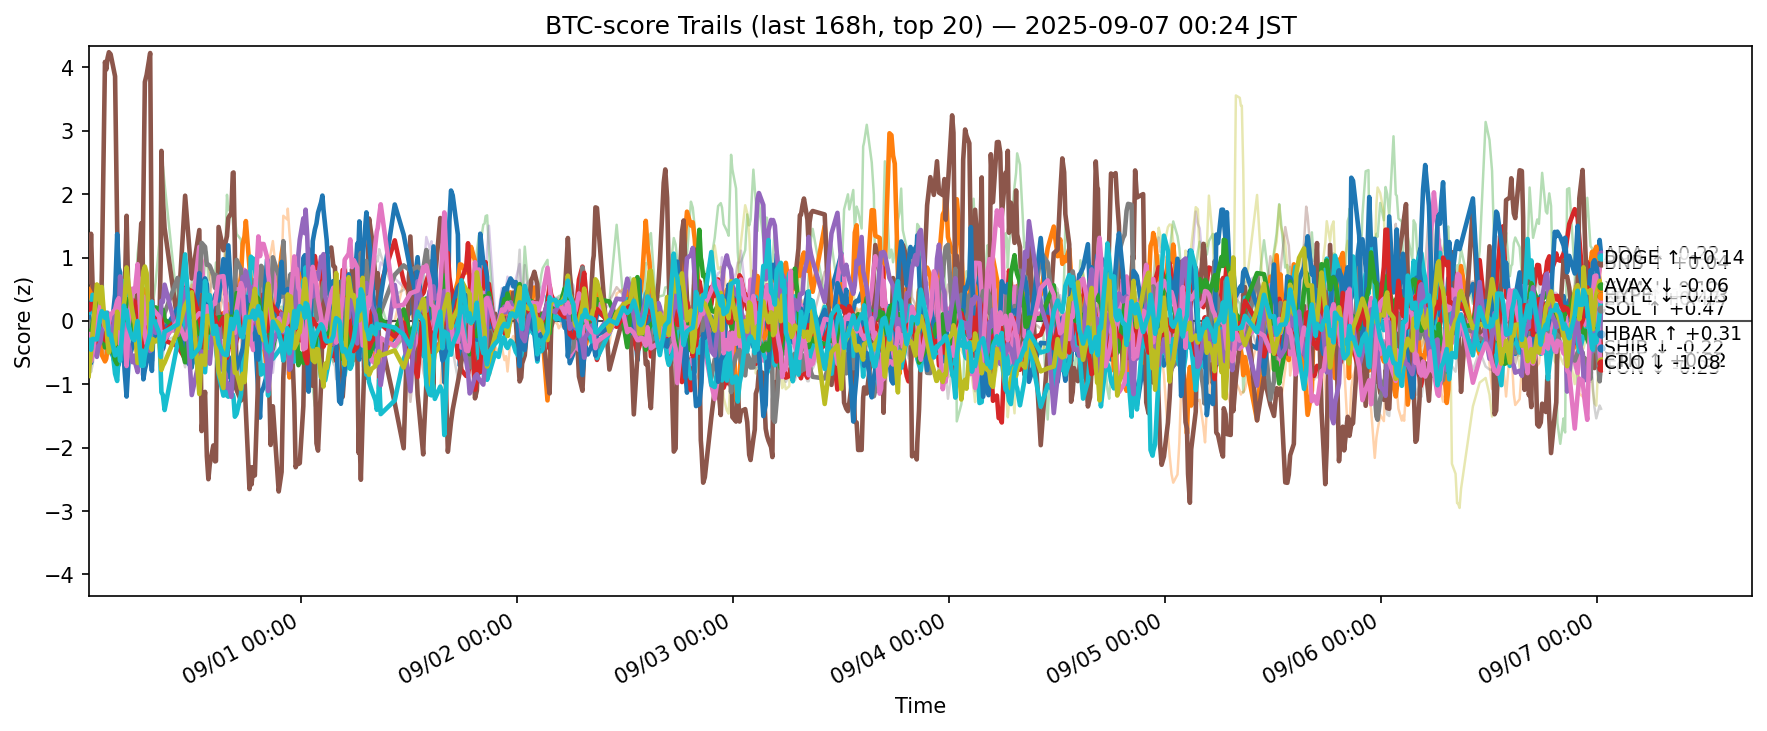 BTC-score Trails (last 168h, top 20) — 2025-09-07 00:24 JST
Score (z)
4
3
2
1
0
−1
−2
−3
−4
DOGE ↑ +0.14
AVAX ↓ -0.06
SOL ↑ +0.47
HBAR ↑ +0.31
SHIB ↓ -0.22
CRO ↓ -1.08
09/01 00:00
09/02 00:00
09/03 00:00
09/04 00:00
09/05 00:00
09/06 00:00
09/07 00:00
Time